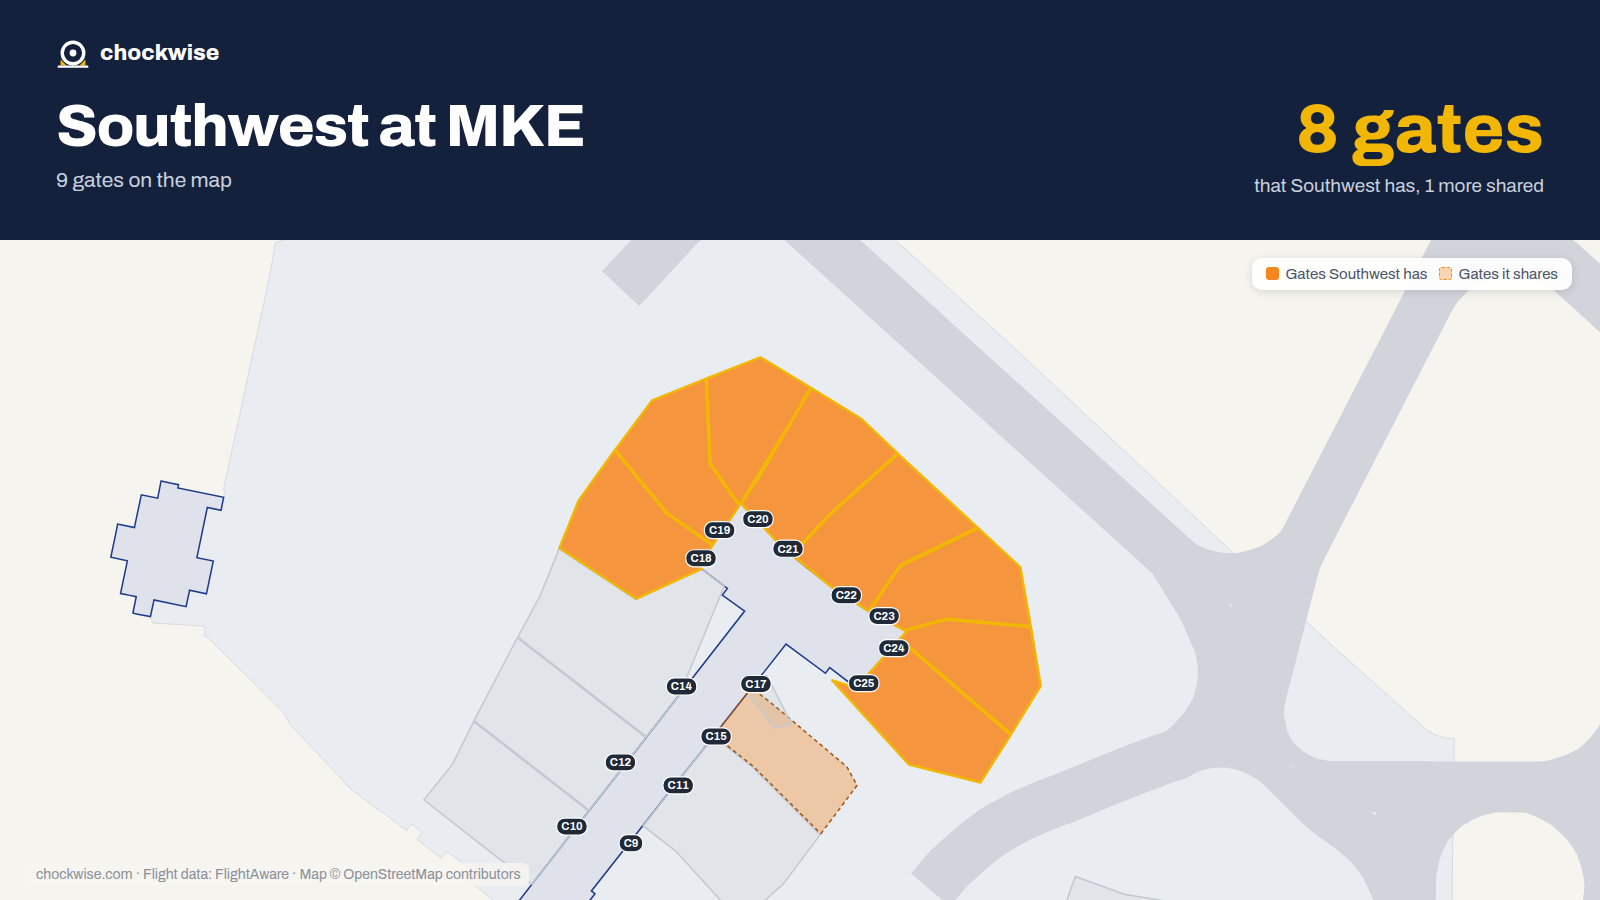 chockwise
Southwest at MKE
9 gates on the map
8 gates
that Southwest has, 1 more shared
Gates Southwest has
Gates it shares
C19
C20
C18
C21
C22
C23
C24
C25
C14
C17
C15
C12
C11
C10
C9
chockwise.com · Flight data: FlightAware · Map © OpenStreetMap contributors